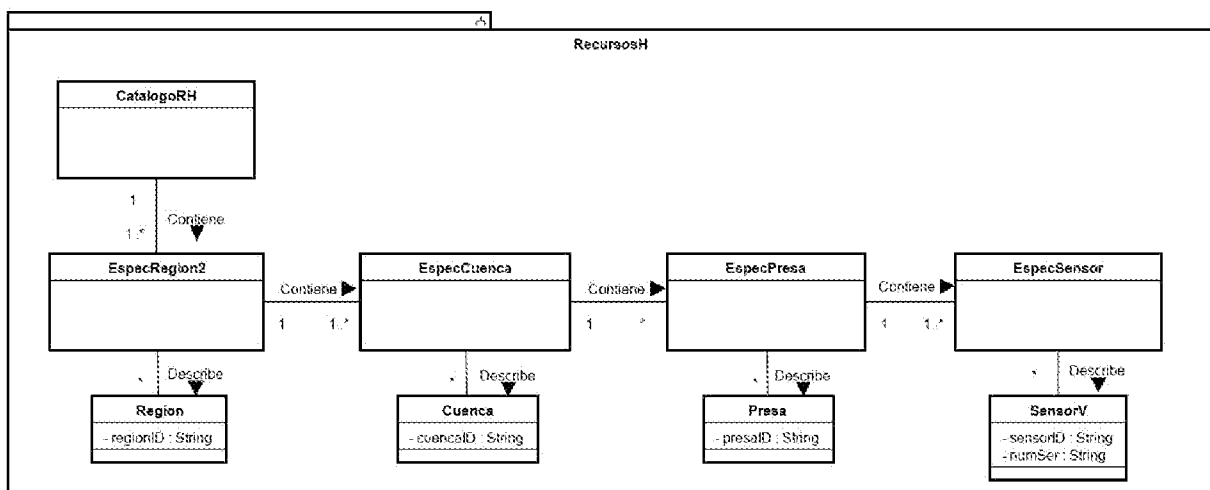 RecursosH
CatalogoRH
1
Contiene
1..*
EspecRegion2
EspecCuenca
EspecPresa
EspecSensor
Contiene
Contiene
Contiene
1 1..*
1 *
1 1..*
* Describe
* Describe
* Describe
* Describe
Region
- regionID : String
Cuenca
- cuencaID : String
Presa
- presaID : String
SensorV
- sensorID : String
- numSer : String